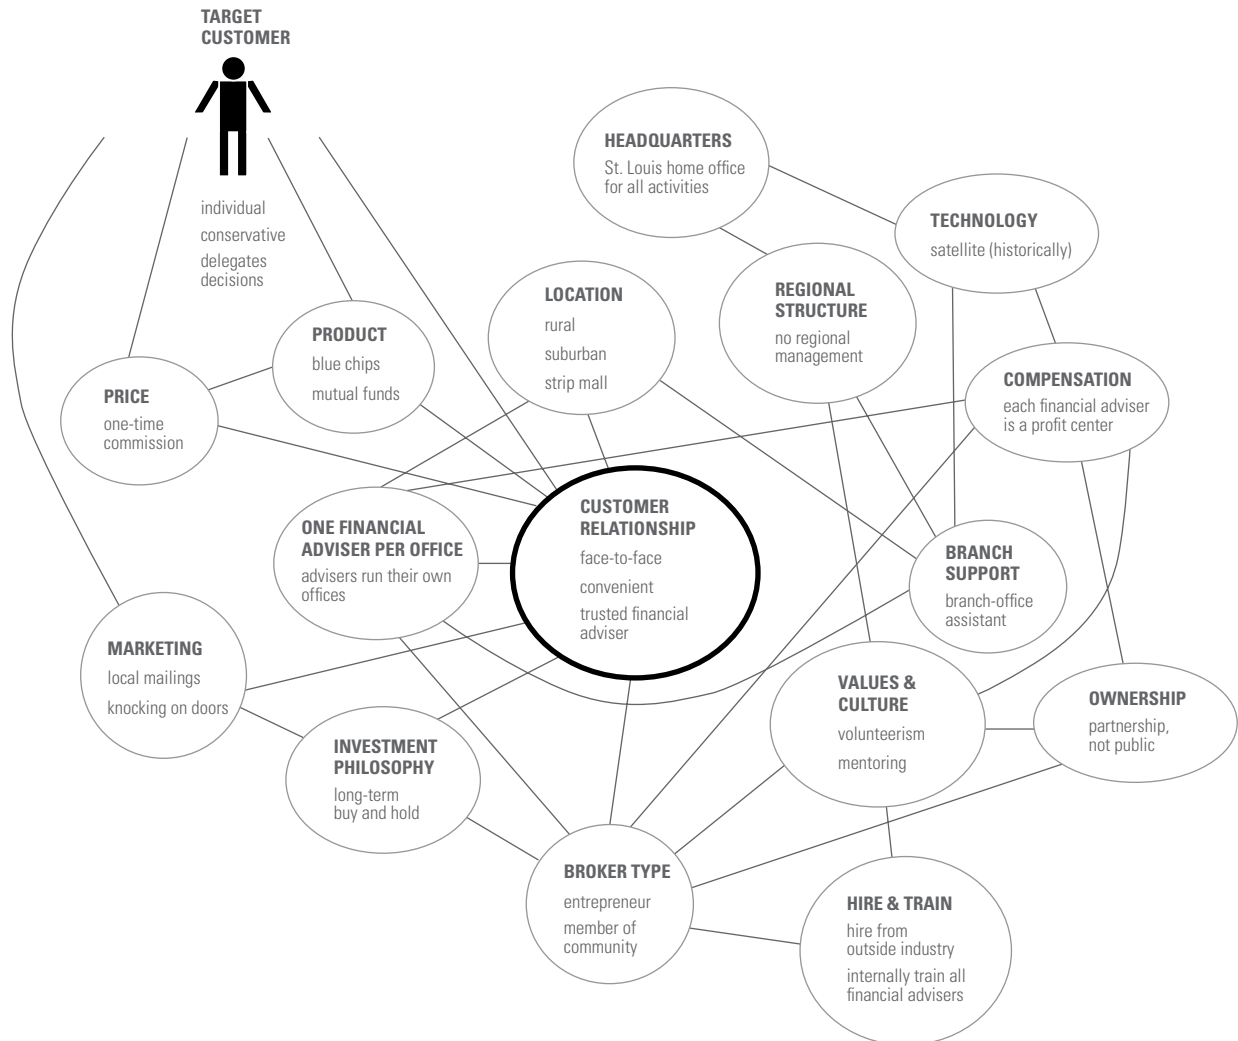 TARGET
CUSTOMER
individual
conservative
delegates
decisions
HEADQUARTERS
St. Louis home office
for all activities
TECHNOLOGY
satellite (historically)
REGIONAL
STRUCTURE
no regional
management
LOCATION
rural
suburban
strip mall
PRODUCT
blue chips
mutual funds
PRICE
one-time
commission
COMPENSATION
each financial adviser
is a profit center
CUSTOMER
RELATIONSHIP
face-to-face
convenient
trusted financial
adviser
ONE FINANCIAL
ADVISER PER OFFICE
advisers run their own
offices
BRANCH
SUPPORT
branch-office
assistant
MARKETING
local mailings
knocking on doors
VALUES &
CULTURE
volunteerism
mentoring
OWNERSHIP
partnership,
not public
INVESTMENT
PHILOSOPHY
long-term
buy and hold
BROKER TYPE
entrepreneur
member of
community
HIRE & TRAIN
hire from
outside industry
internally train all
financial advisers